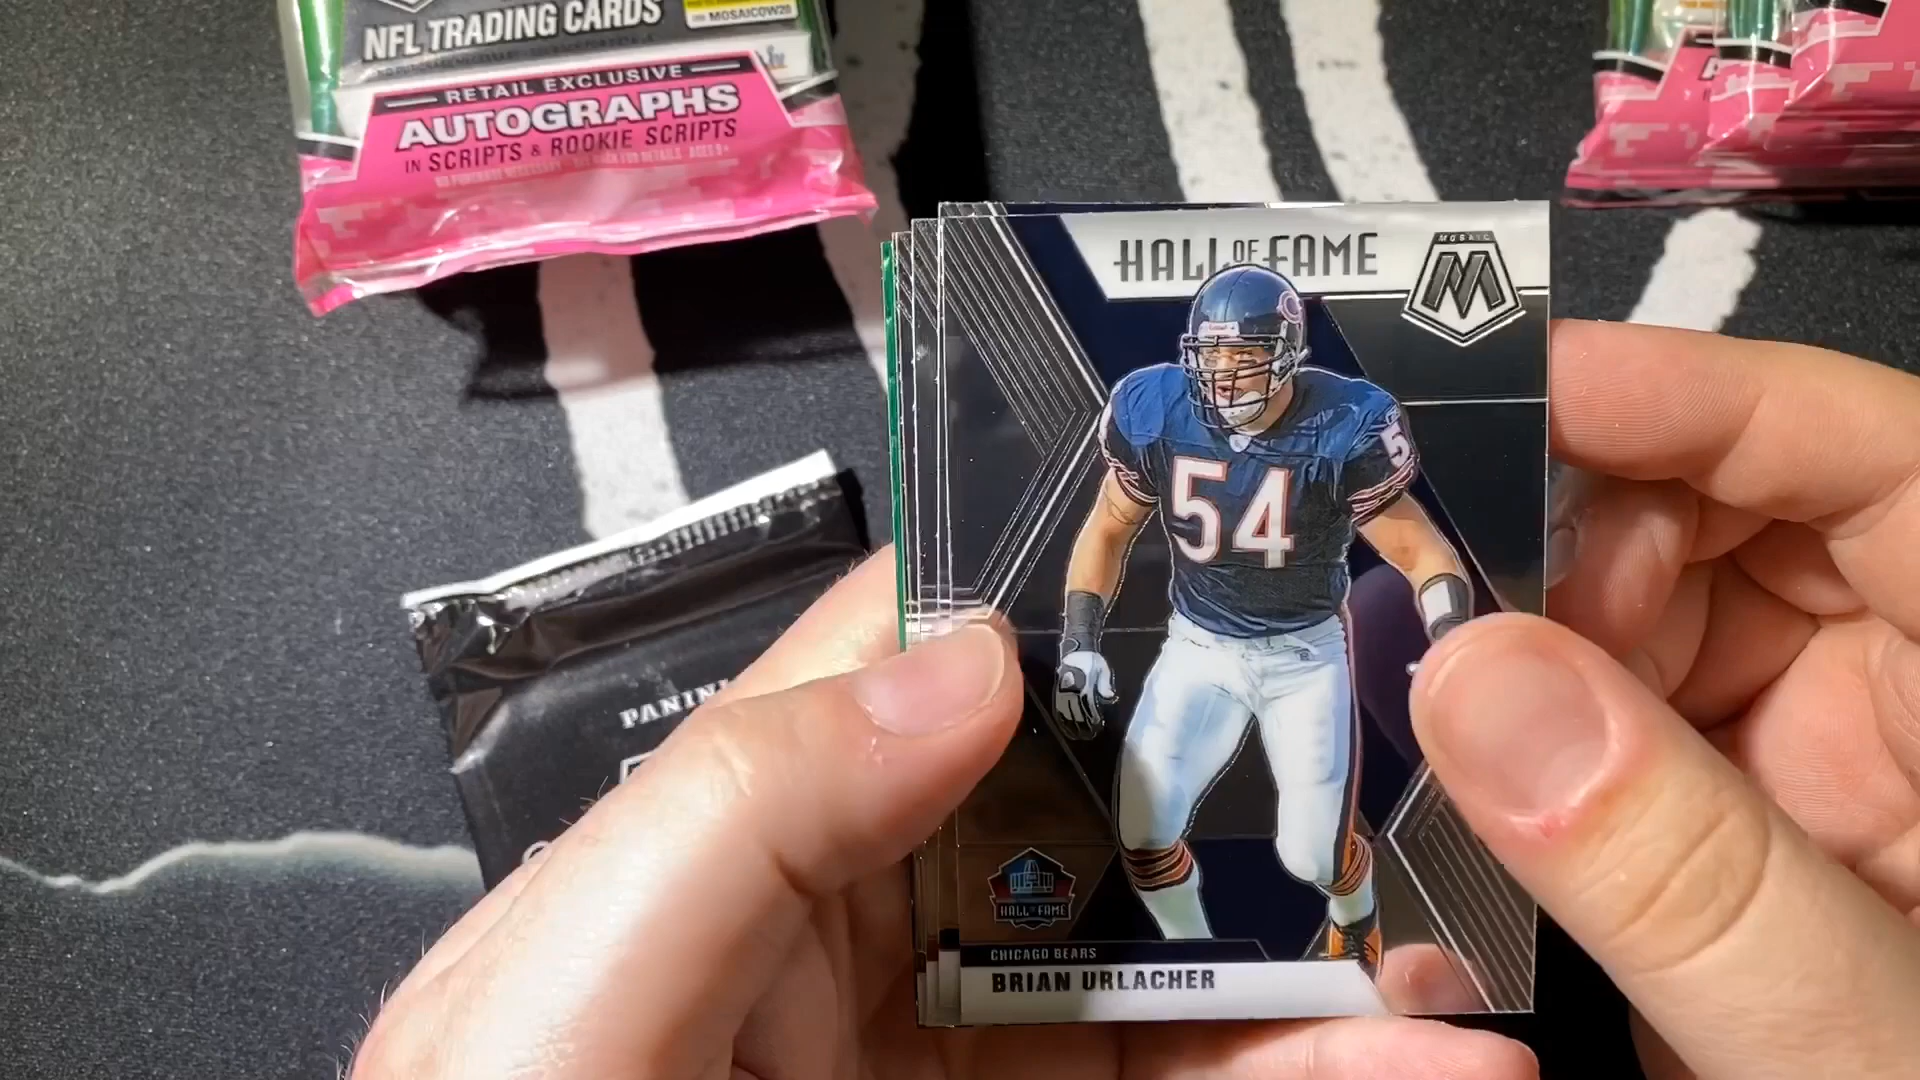 NFL TRADING CARDS
MOSAICOW20
RETAIL EXCLUSIVE
AUTOGRAPHS
IN SCRIPTS & ROOKIE SCRIPTS
HALL OF FAME
MOSAIC
M
54
5
PANINI
HALL OF FAME
CHICAGO BEARS
BRIAN URLACHER